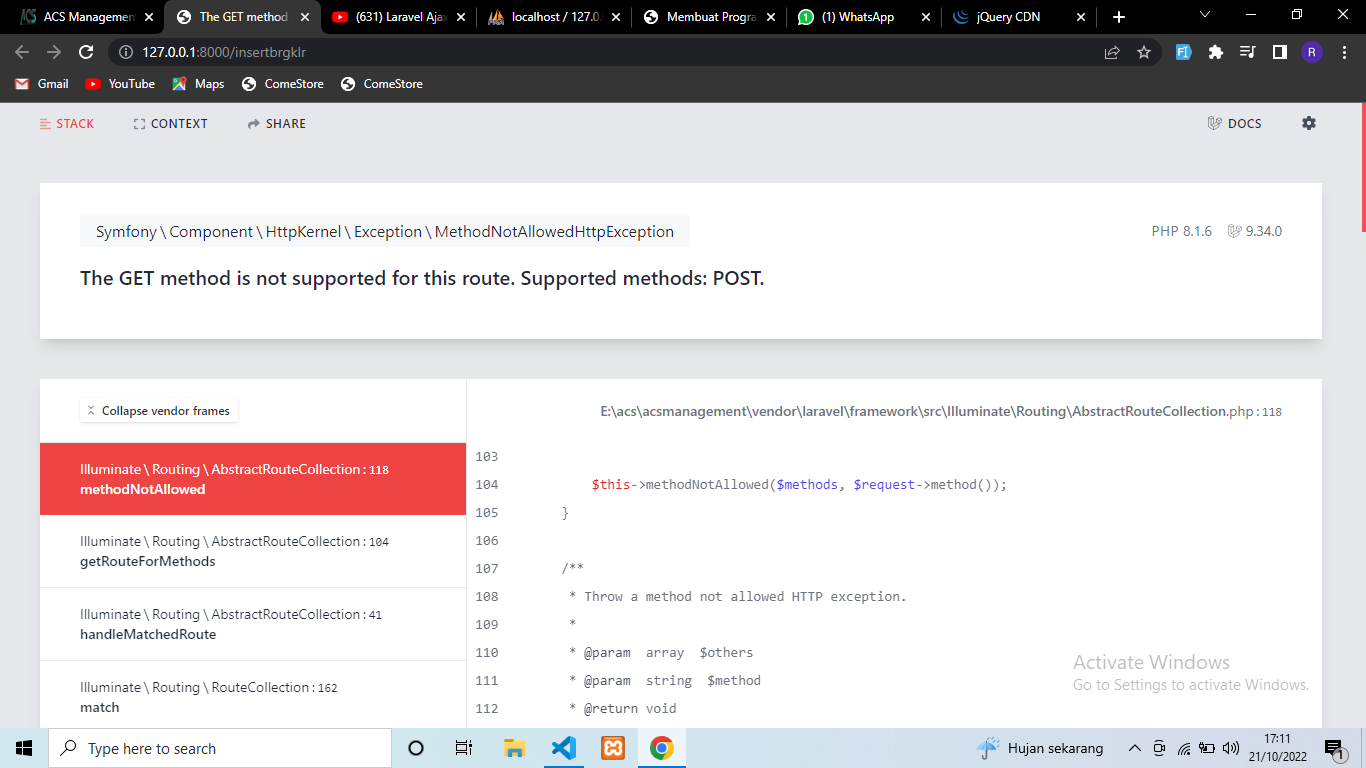 ACS Managemen
The GET method
(631) Laravel Ajax
localhost / 127.0.
Membuat Progra
(1) WhatsApp
jQuery CDN
127.0.0.1:8000/insertbrgklr
R
Gmail
YouTube
Maps
ComeStore
ComeStore
STACK
CONTEXT
SHARE
DOCS
Symfony \ Component \ HttpKernel \ Exception \ MethodNotAllowedHttpException
PHP 8.1.6
9.34.0
The GET method is not supported for this route. Supported methods: POST.
Collapse vendor frames
E:\acs\acsmanagement\vendor\laravel\framework\src\Illuminate\Routing\AbstractRouteCollection.php : 118
Illuminate \ Routing \ AbstractRouteCollection : 118
methodNotAllowed
Illuminate \ Routing \ AbstractRouteCollection : 104
getRouteForMethods
Illuminate \ Routing \ AbstractRouteCollection : 41
handleMatchedRoute
Illuminate \ Routing \ RouteCollection : 162
match
103
104 $this->methodNotAllowed($methods, $request->method());
105 }
106
107 /**
108 * Throw a method not allowed HTTP exception.
109 *
110 * @param array $others
111 * @param string $method
112 * @return void
Activate Windows
Go to Settings to activate Windows.
Type here to search
Hujan sekarang
17:11
21/10/2022
1